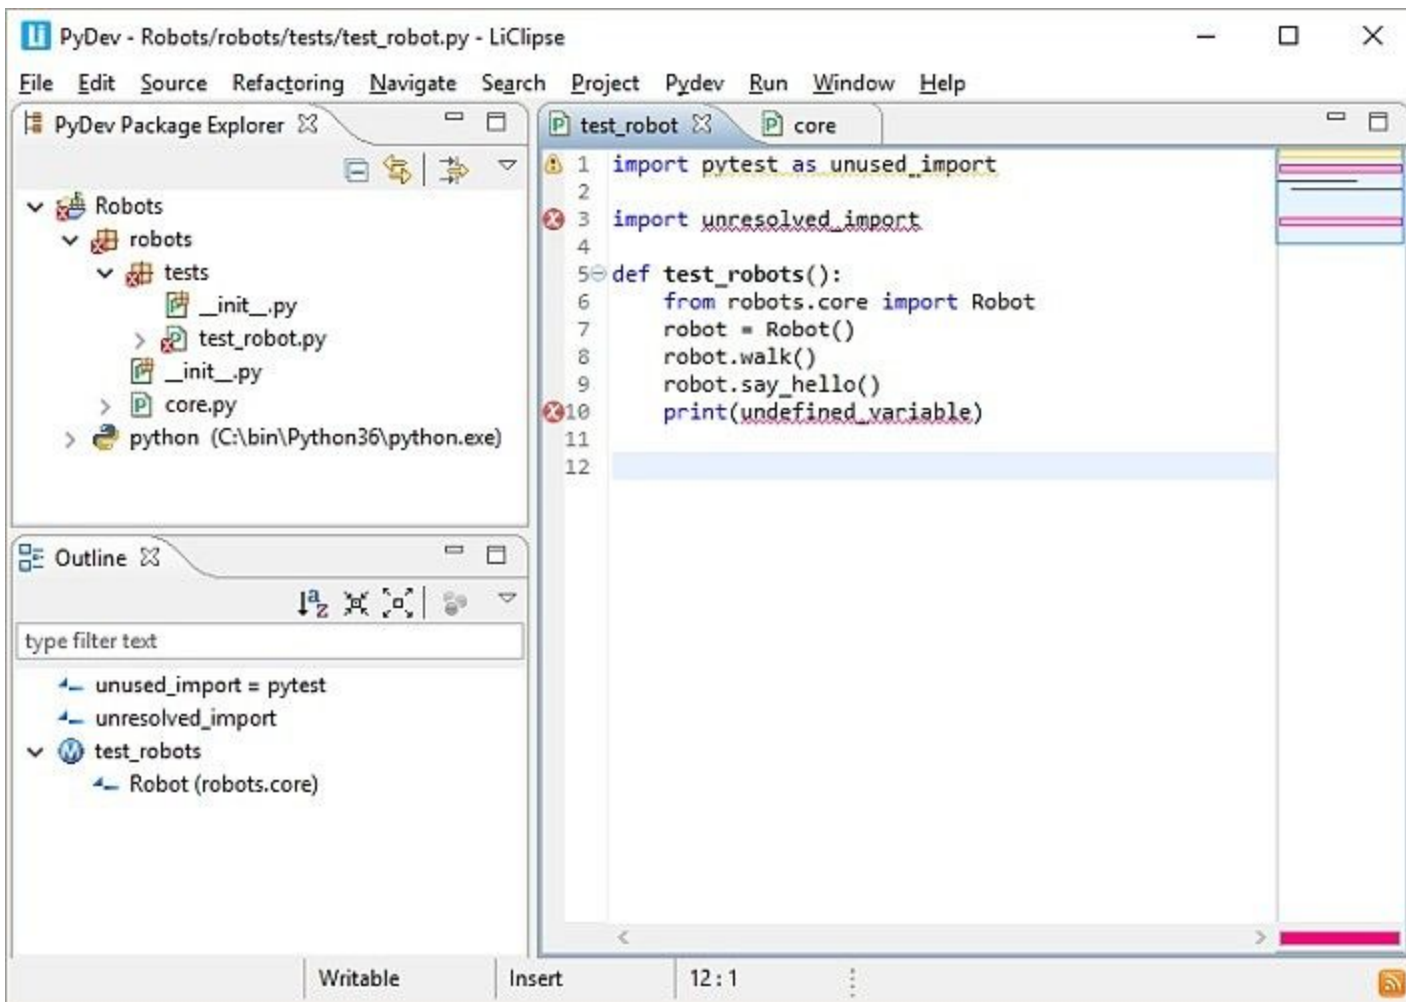 Li PyDev - Robots/robots/tests/test_robot.py - LiClipse
File Edit Source Refactoring Navigate Search Project Pydev Run Window Help
PyDev Package Explorer
Robots
robots
tests
__init__.py
test_robot.py
__init__.py
core.py
python (C:\bin\Python36\python.exe)
Outline
type filter text
unused_import = pytest
unresolved_import
test_robots
Robot (robots.core)
test_robot core
1 import pytest as unused_import
2
3 import unresolved_import
4
5 def test_robots():
6     from robots.core import Robot
7     robot = Robot()
8     robot.walk()
9     robot.say_hello()
10     print(undefined_variable)
11
12
Writable Insert 12:1